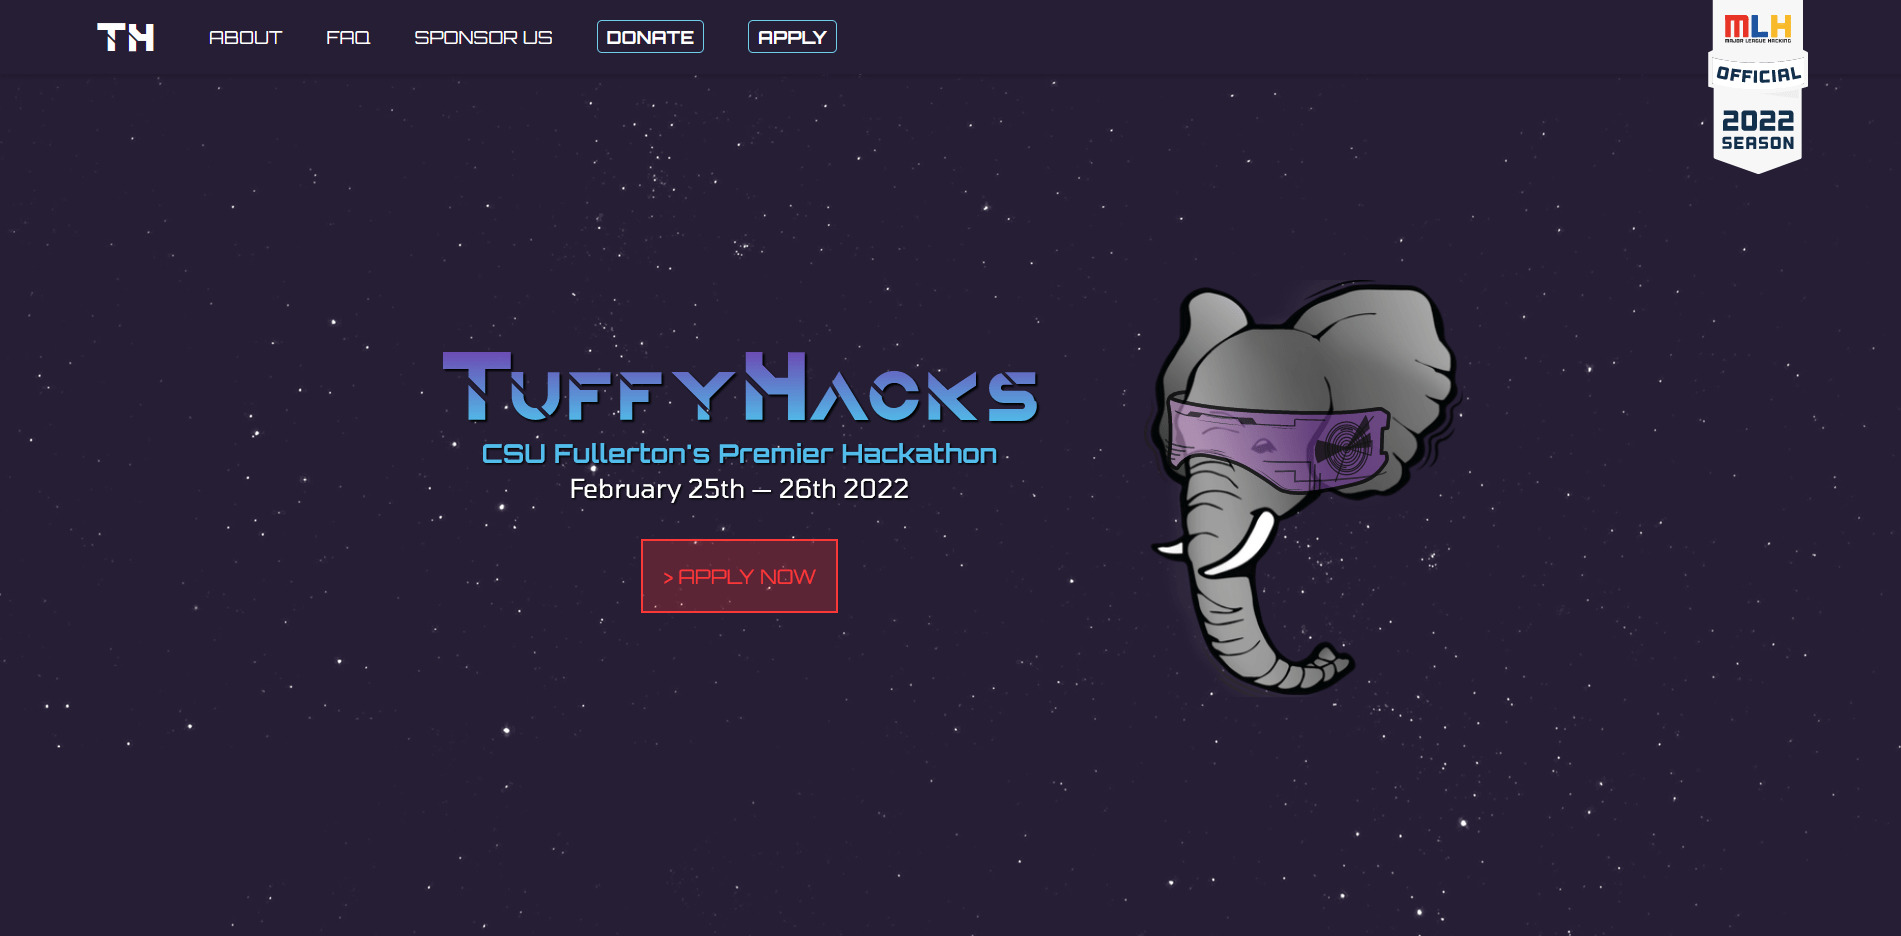 TH
ABOUT
FAQ
SPONSOR US
DONATE
APPLY
MLH
MAJOR LEAGUE HACKING
OFFICIAL
2022
SEASON
TUFFYHACKS
CSU Fullerton's Premier Hackathon
February 25th — 26th 2022
> APPLY NOW